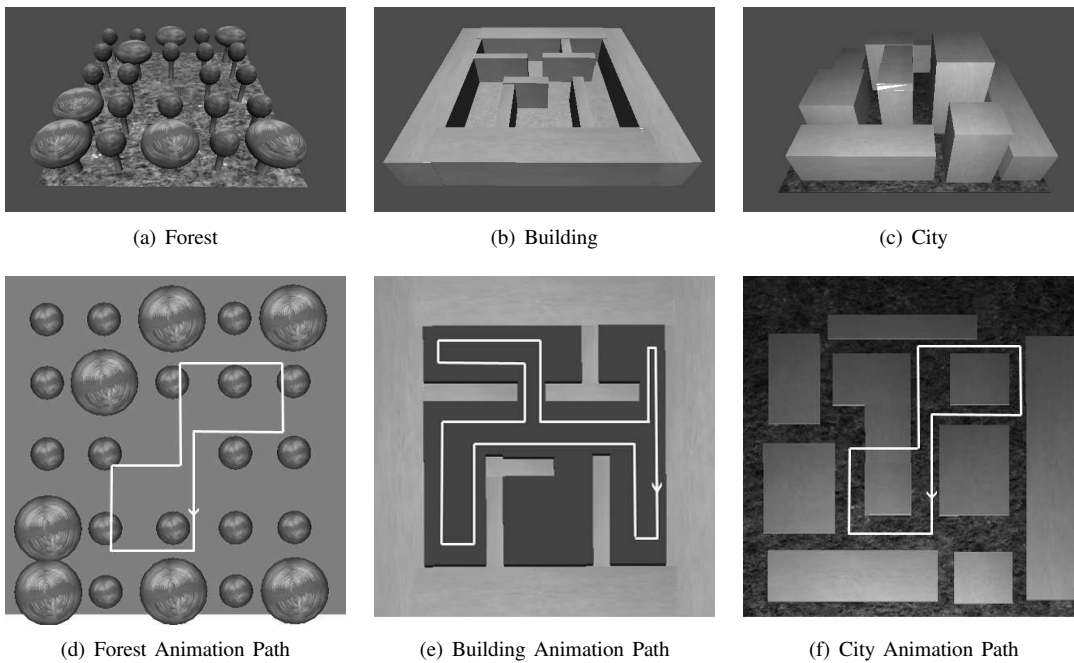 (a) Forest
(b) Building
(c) City
(d) Forest Animation Path
(e) Building Animation Path
(f) City Animation Path